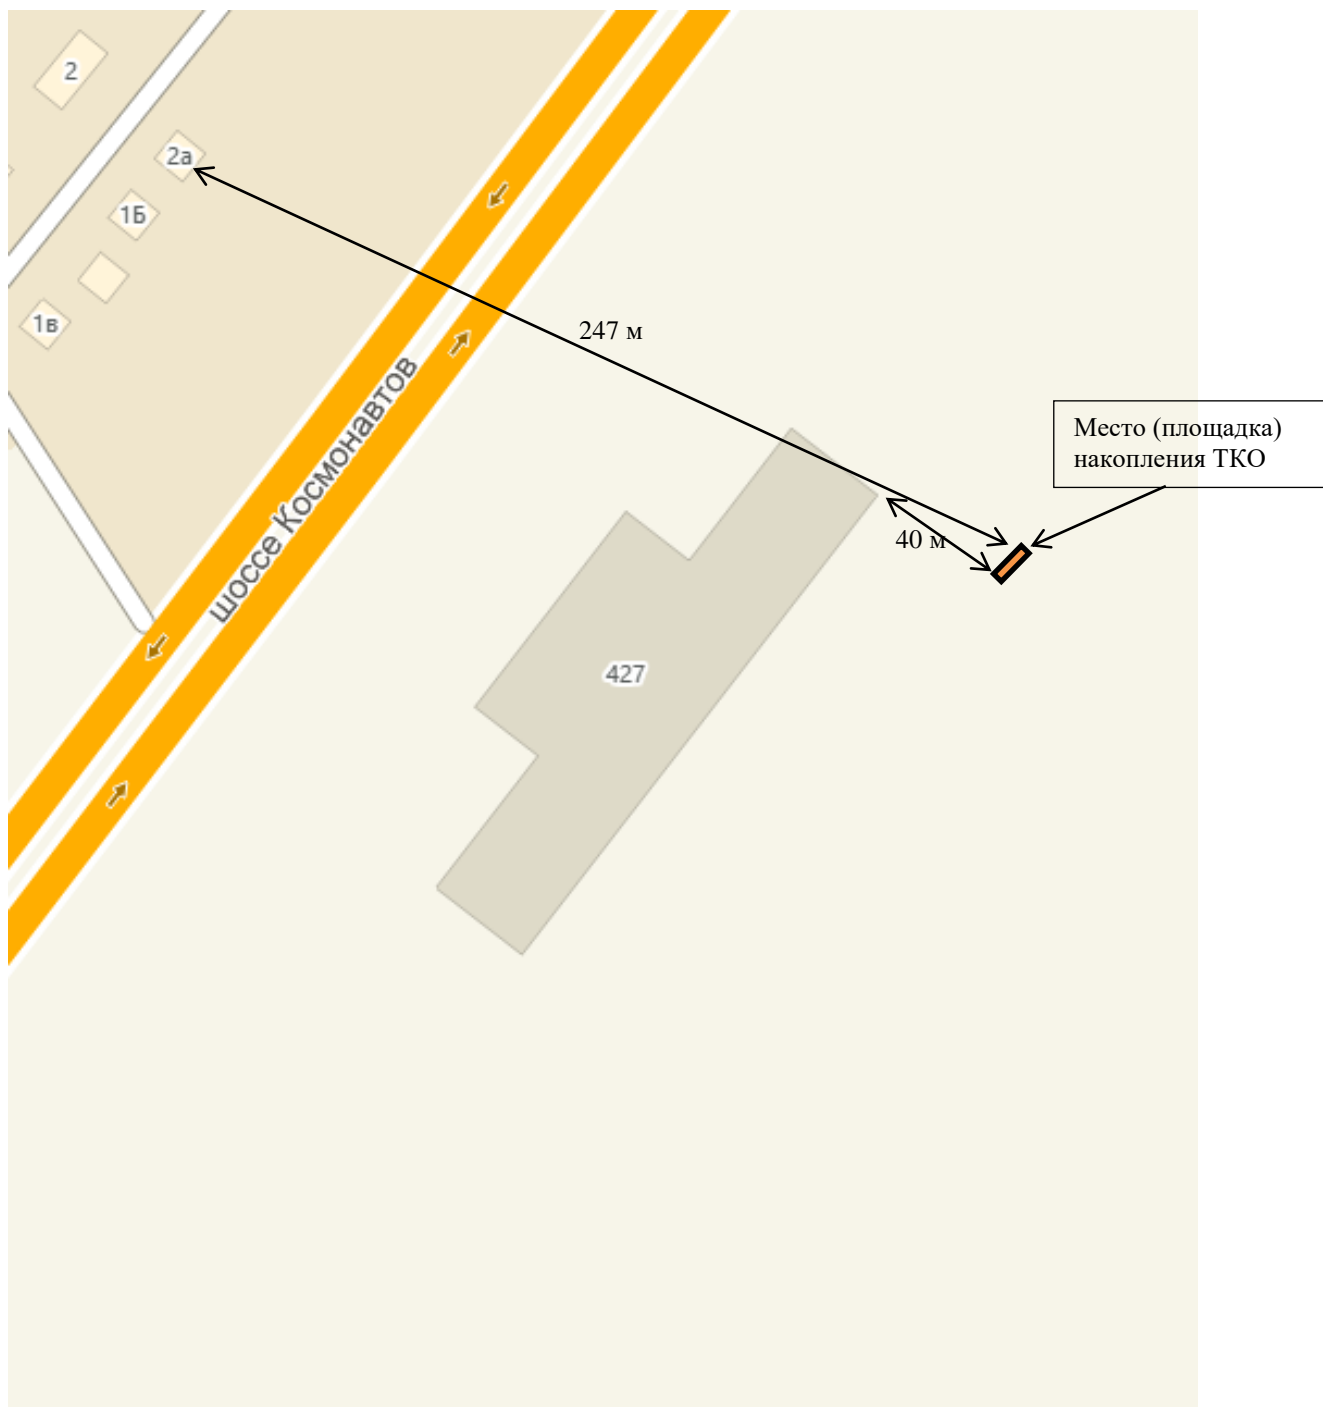 2
2а
1Б
1в
247 м
шоссе Космонавтов
Место (площадка)
накопления ТКО
40 м
427